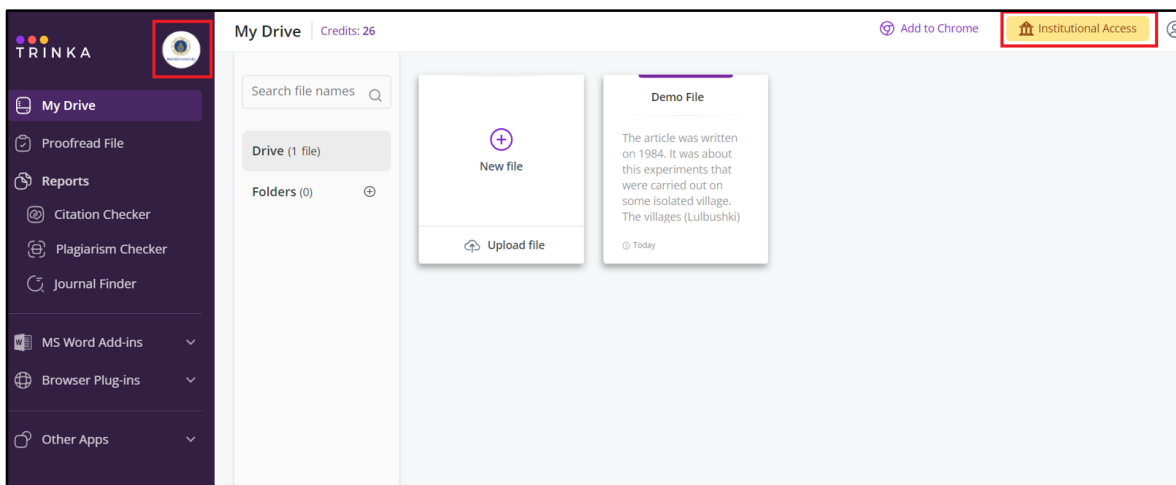 TRINKA
My Drive
Proofread File
Reports
Citation Checker
Plagiarism Checker
Journal Finder
MS Word Add-ins
Browser Plug-ins
Other Apps
My Drive
Credits: 26
Add to Chrome
Institutional Access
Search file names
Drive (1 file)
Folders (0)
New file
Upload file
Demo File
The article was written
on 1984. It was about
this experiments that
were carried out on
some isolated village.
The villages (Lulbushki)
Today